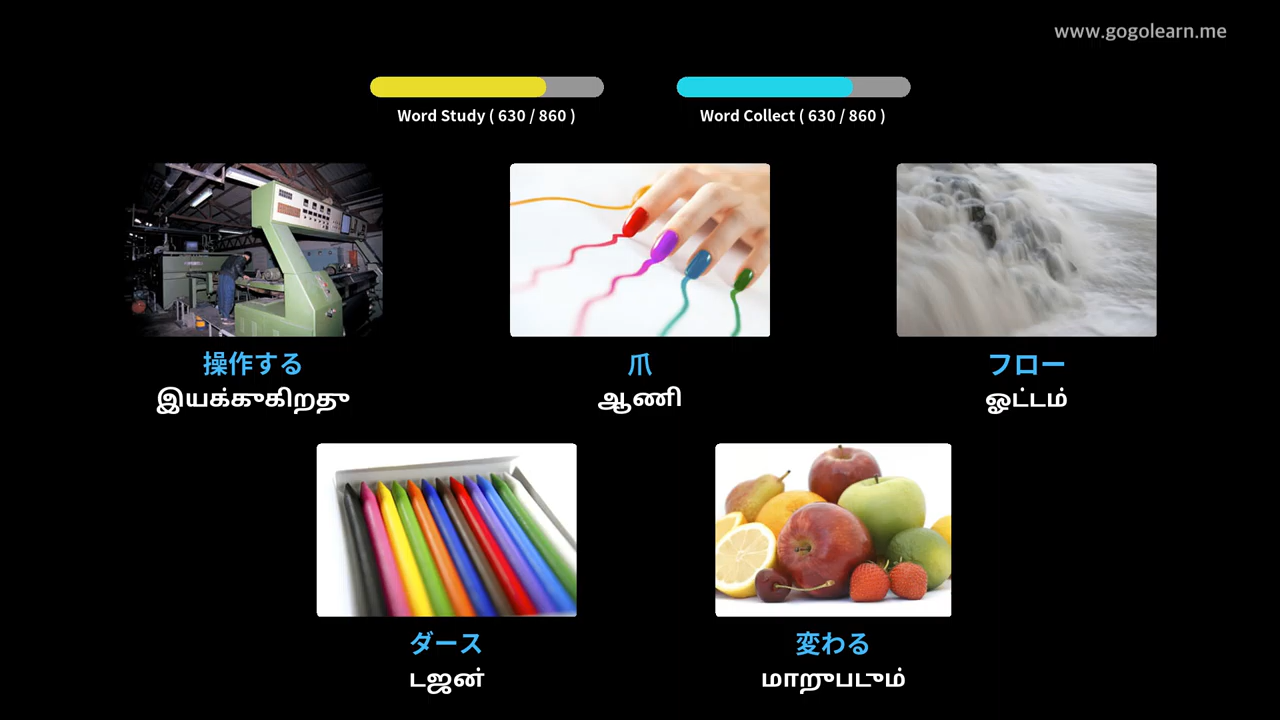 www.gogolearn.me
Word Study ( 630 / 860 )
Word Collect ( 630 / 860 )
操作する
இயக்குகிறது
爪
ஆணி
フロー
ஓட்டம்
ダース
டஜன்
変わる
மாறுபடும்